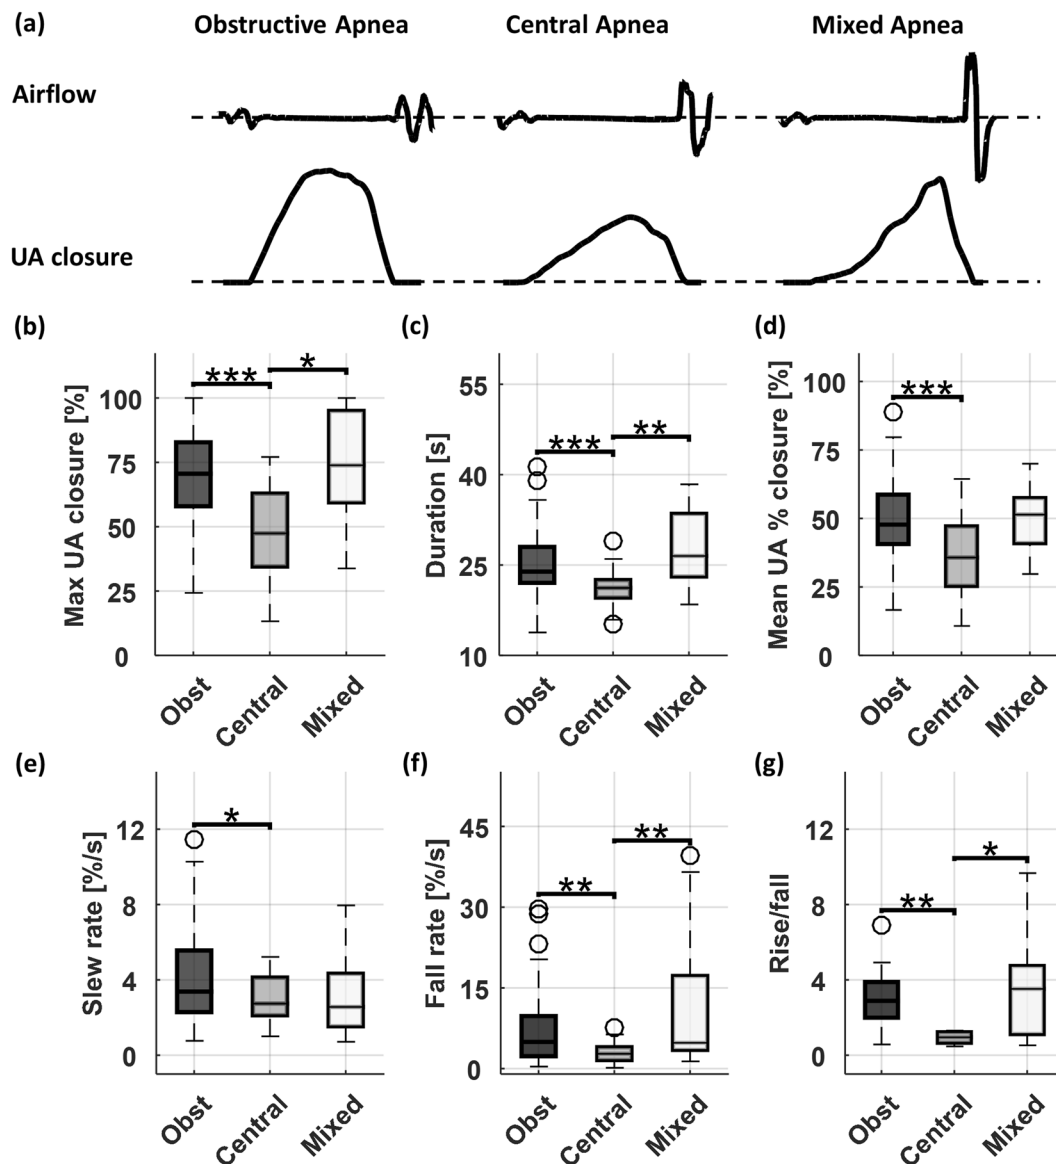 (a)
Obstructive Apnea Central Apnea Mixed Apnea
Airflow
UA closure
(b) (c) (d)
Max UA closure [%]
100
75
50
25
0
***
*
Obst Central Mixed
Duration [s]
55
40
25
10
***
**
Obst Central Mixed
Mean UA % closure [%]
100
75
50
25
0
***
Obst Central Mixed
(e) (f) (g)
Slew rate [%/s]
12
8
4
0
*
Obst Central Mixed
Fall rate [%/s]
45
30
15
0
**
**
Obst Central Mixed
Rise/fall
12
8
4
0
**
*
Obst Central Mixed